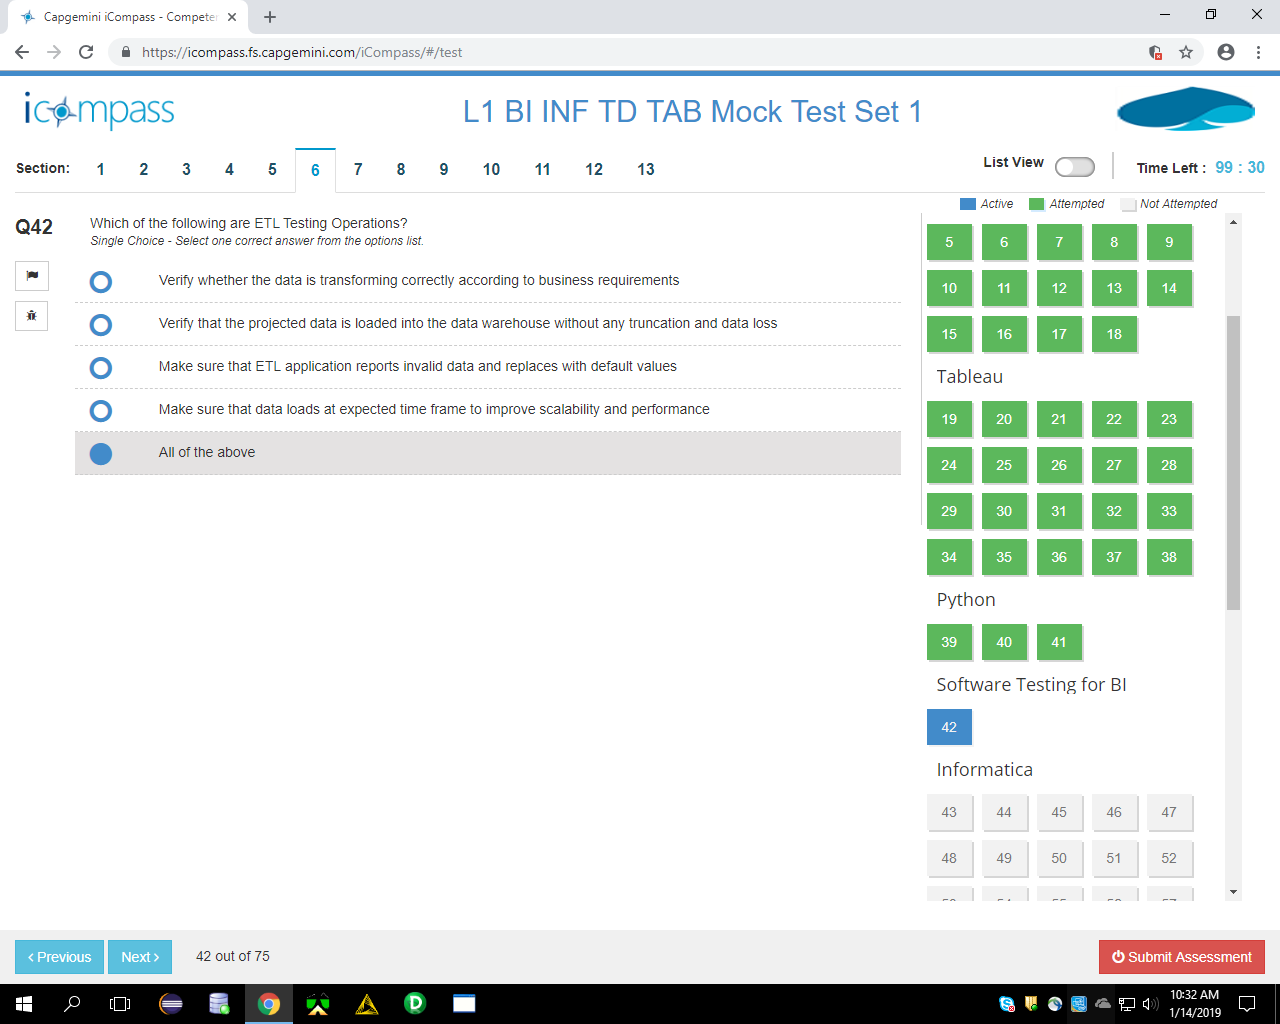 Capgemini iCompass - Competer
https://icompass.fs.capgemini.com/iCompass/#/test
icompass
L1 BI INF TD TAB Mock Test Set 1
Section: 1 2 3 4 5 6 7 8 9 10 11 12 13
List View
Time Left : 99 : 30
Active Attempted Not Attempted
Q42
Which of the following are ETL Testing Operations?
Single Choice - Select one correct answer from the options list.
Verify whether the data is transforming correctly according to business requirements
Verify that the projected data is loaded into the data warehouse without any truncation and data loss
Make sure that ETL application reports invalid data and replaces with default values
Make sure that data loads at expected time frame to improve scalability and performance
All of the above
5 6 7 8 9
10 11 12 13 14
15 16 17 18
Tableau
19 20 21 22 23
24 25 26 27 28
29 30 31 32 33
34 35 36 37 38
Python
39 40 41
Software Testing for BI
42
Informatica
43 44 45 46 47
48 49 50 51 52
Previous
Next
42 out of 75
Submit Assessment
10:32 AM
1/14/2019